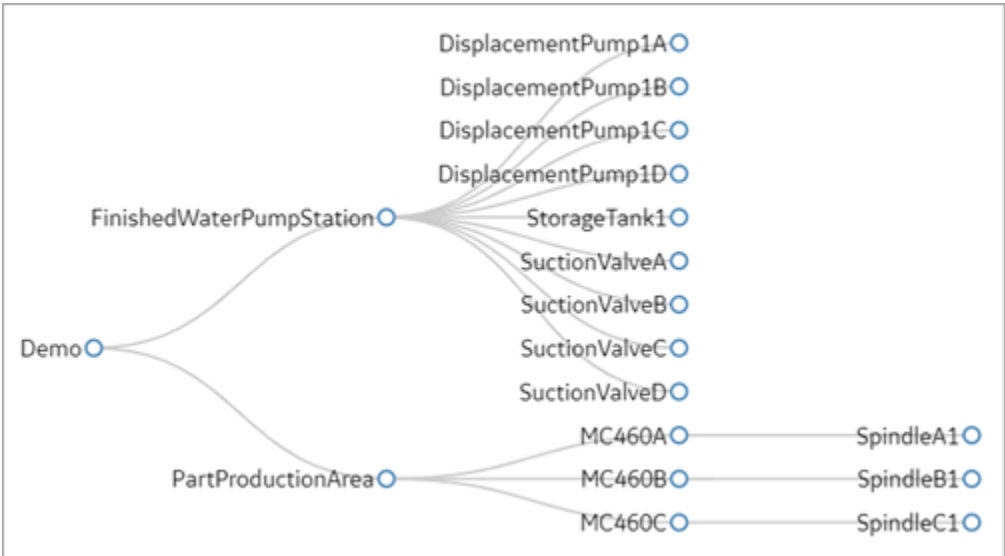 DisplacementPump1A
DisplacementPump1B
DisplacementPump1C
DisplacementPump1D
FinishedWaterPumpStation
StorageTank1
SuctionValveA
SuctionValveB
Demo
SuctionValveC
SuctionValveD
MC460A
SpindleA1
PartProductionArea
MC460B
SpindleB1
MC460C
SpindleC1